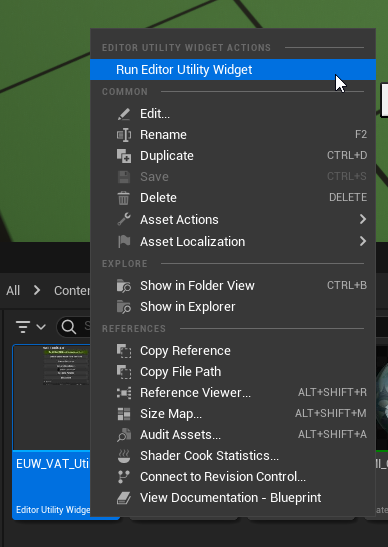 EDITOR UTILITY WIDGET ACTIONS
Run Editor Utility Widget
COMMON
Edit...
Rename F2
Duplicate CTRL+D
Save CTRL+S
Delete DELETE
Asset Actions
Asset Localization
EXPLORE
All Conten
Show in Folder View CTRL+B
Show in Explorer
REFERENCES
Copy Reference
Copy File Path
Reference Viewer... ALT+SHIFT+R
Size Map... ALT+SHIFT+M
Audit Assets... ALT+SHIFT+A
Shader Cook Statistics...
EUW_VAT_Uti
Connect to Revision Control...
View Documentation - Blueprint
Editor Utility Widge